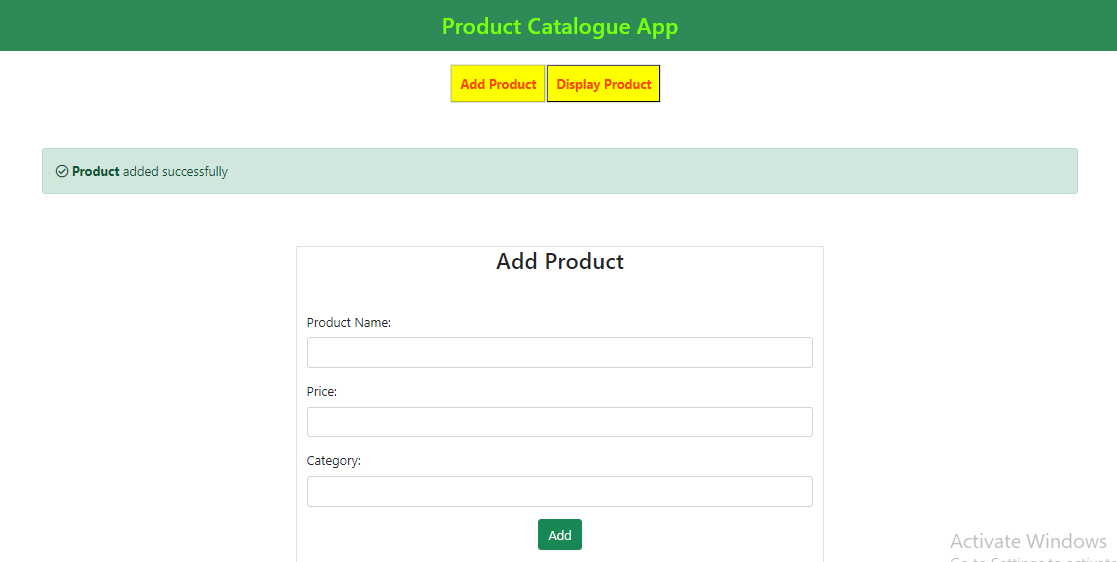 Product Catalogue App
Add Product Display Product
Product added successfully
Add Product
Product Name:
Price:
Category:
Add
Activate Windows